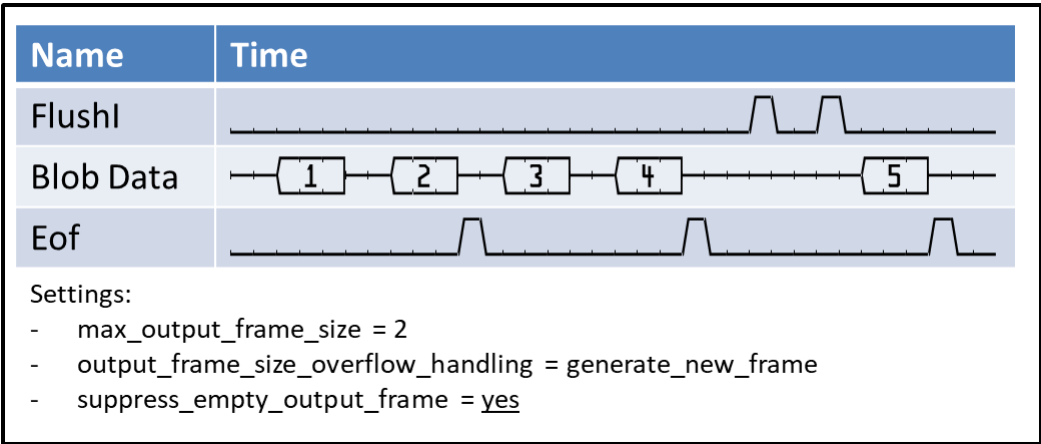 Name Time
FlushI
Blob Data 1 2 3 4 5
Eof
Settings:
- max_output_frame_size = 2
- output_frame_size_overflow_handling = generate_new_frame
- suppress_empty_output_frame = yes